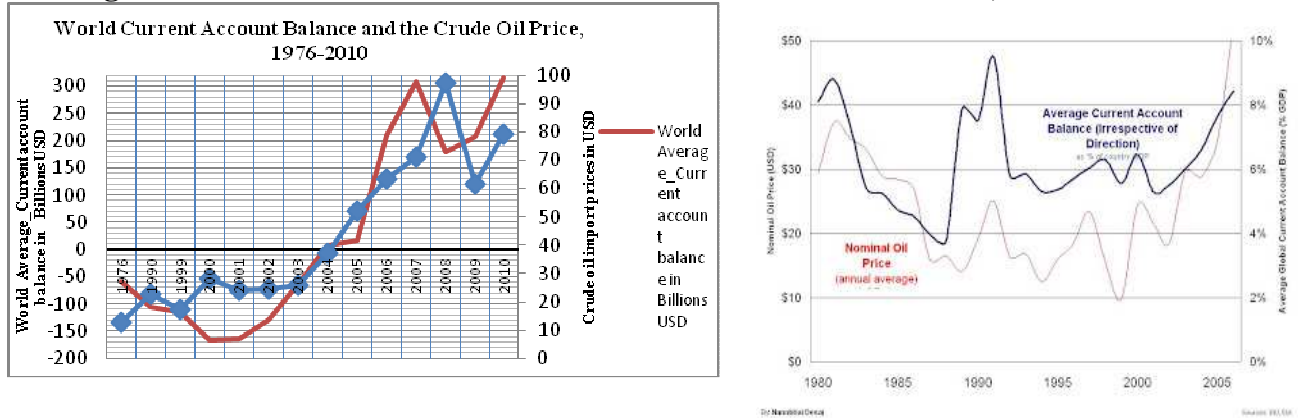 World Current Account Balance and the Crude Oil Price,
1976-2010
World Average_Current account
balance in Billions USD
300
250
200
150
100
50
0
-50
-100
-150
-200
1976
1990
1999
2000
2001
2002
2003
2004
2005
2006
2007
2008
2009
2010
100
90
80
70
60
50
40
30
20
10
0
Crude oil import prices in USD
World
Averag
e_Curr
ent
accoun
t
balanc
e in
Billions
USD
Nominal Oil Price (USD)
$50
$40
$30
$20
$10
$0
Average Current Account
Balance (Irrespective of
Direction)
as % of country GDP
Nominal Oil
Price
(annual average)
1980
1985
1990
1995
2000
2005
10%
8%
6%
4%
2%
0%
Average Global Current Account Balance (% GDP)